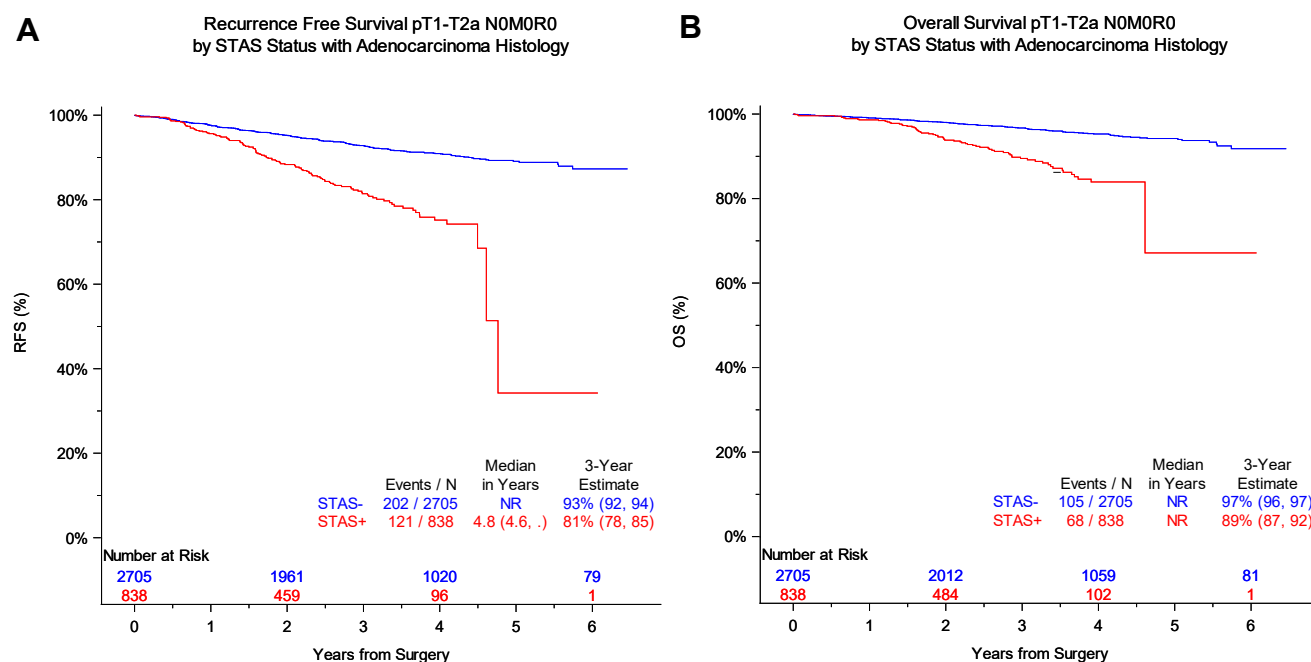 A
Recurrence Free Survival pT1-T2a N0M0R0
by STAS Status with Adenocarcinoma Histology
100%
80%
60%
40%
20%
0%
RFS (%)
Events / N Median in Years 3-Year Estimate
STAS- 202 / 2705 NR 93% (92, 94)
STAS+ 121 / 838 4.8 (4.6, .) 81% (78, 85)
Number at Risk
2705 1961 1020 79
838 459 96 1
0 1 2 3 4 5 6
Years from Surgery
B
Overall Survival pT1-T2a N0M0R0
by STAS Status with Adenocarcinoma Histology
100%
80%
60%
40%
20%
0%
OS (%)
Events / N Median in Years 3-Year Estimate
STAS- 105 / 2705 NR 97% (96, 97)
STAS+ 68 / 838 NR 89% (87, 92)
Number at Risk
2705 2012 1059 81
838 484 102 1
0 1 2 3 4 5 6
Years from Surgery